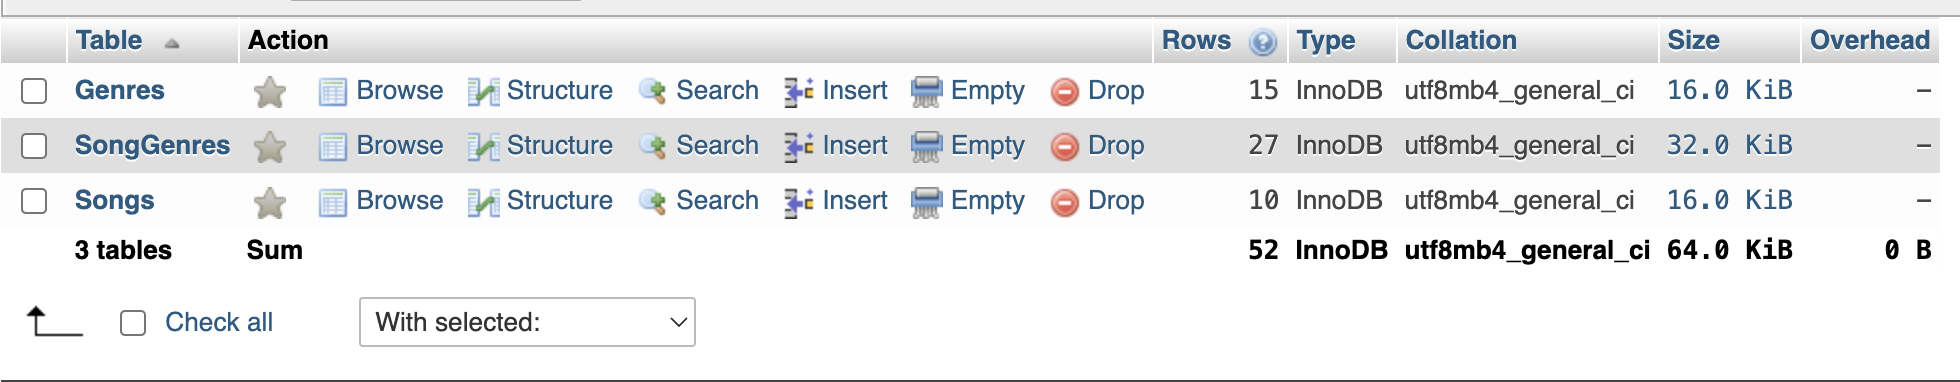 Table Action Rows Type Collation Size Overhead
Genres Browse Structure Search Insert Empty Drop 15 InnoDB utf8mb4_general_ci 16.0 KiB –
SongGenres Browse Structure Search Insert Empty Drop 27 InnoDB utf8mb4_general_ci 32.0 KiB –
Songs Browse Structure Search Insert Empty Drop 10 InnoDB utf8mb4_general_ci 16.0 KiB –
3 tables Sum 52 InnoDB utf8mb4_general_ci 64.0 KiB 0 B
Check all With selected: